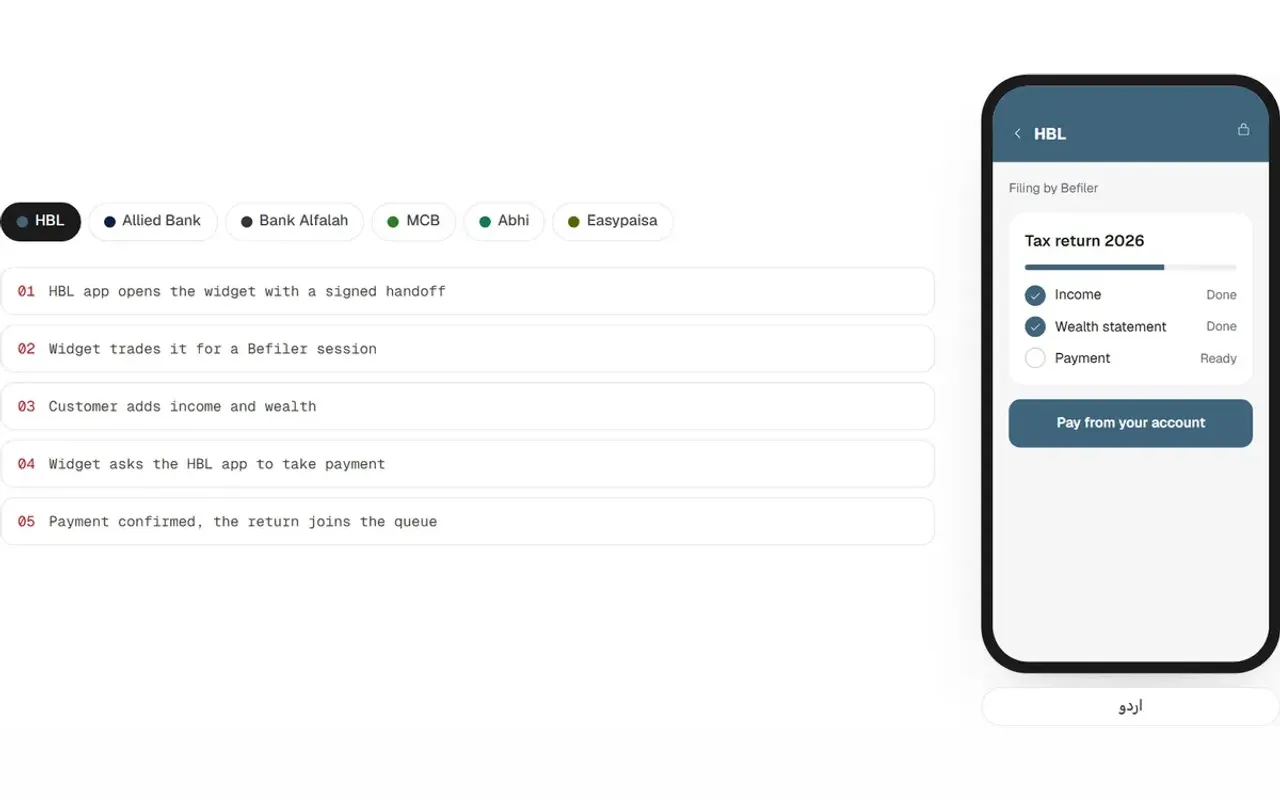 HBL
Allied Bank
Bank Alfalah
MCB
Abhi
Easypaisa
01 HBL app opens the widget with a signed handoff
02 Widget trades it for a Befiler session
03 Customer adds income and wealth
04 Widget asks the HBL app to take payment
05 Payment confirmed, the return joins the queue
HBL
Filing by Befiler
Tax return 2026
Income Done
Wealth statement Done
Payment Ready
Pay from your account
اردو